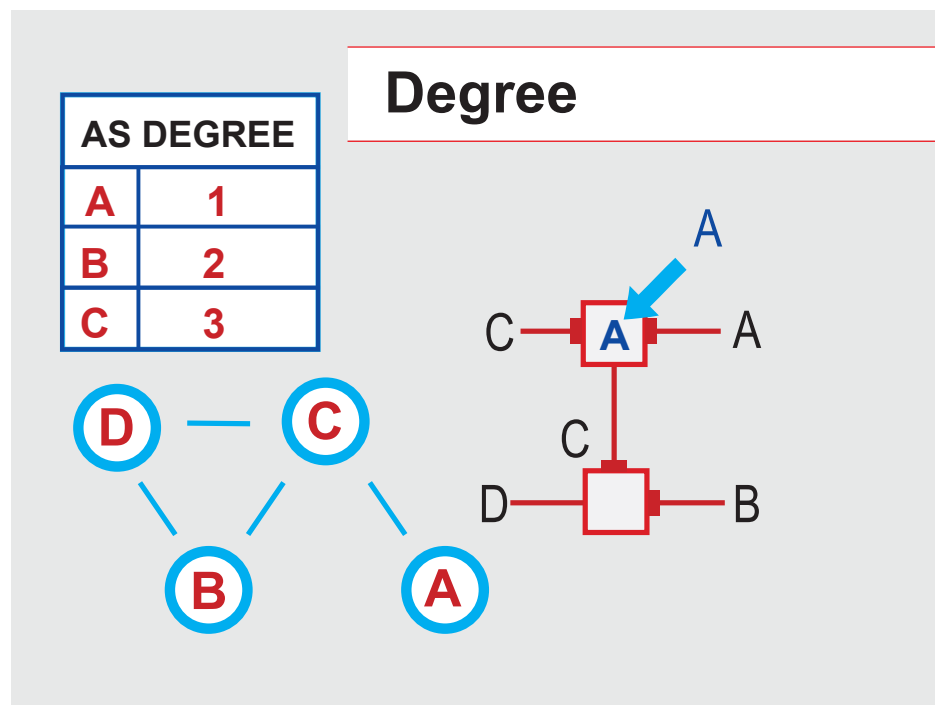 Degree
AS DEGREE
A 1
B 2
C 3
A
C A A
C
D B
D C
B A